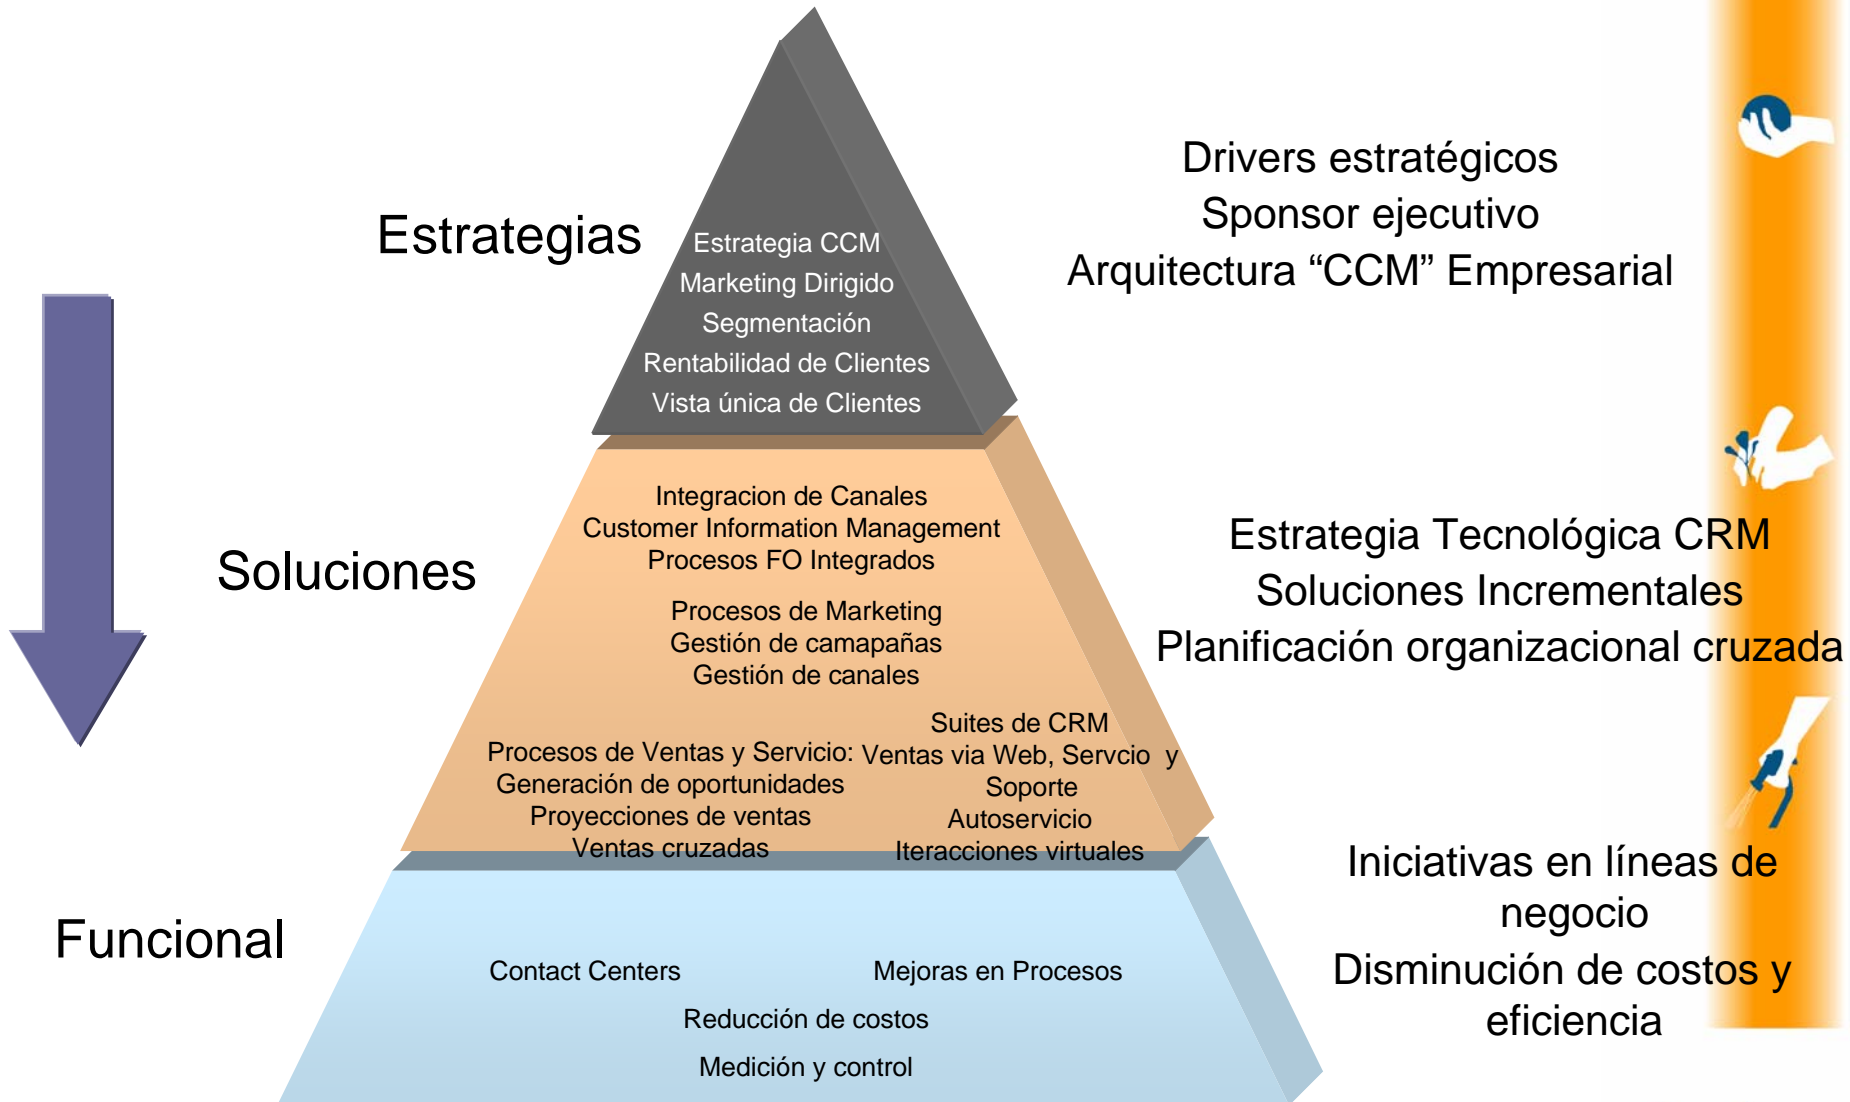 Estrategias
Estrategia CCM
Marketing Dirigido
Segmentación
Rentabilidad de Clientes
Vista única de Clientes
Drivers estratégicos
Sponsor ejecutivo
Arquitectura “CCM” Empresarial
Soluciones
Integracion de Canales
Customer Information Management
Procesos FO Integrados
Procesos de Marketing
Gestión de camapañas
Gestión de canales
Procesos de Ventas y Servicio:
Generación de oportunidades
Proyecciones de ventas
Ventas cruzadas
Suites de CRM
Ventas via Web, Servcio y
Soporte
Autoservicio
Iteracciones virtuales
Estrategia Tecnológica CRM
Soluciones Incrementales
Planificación organizacional cruzada
Funcional
Contact Centers
Mejoras en Procesos
Reducción de costos
Medición y control
Iniciativas en líneas de
negocio
Disminución de costos y
eficiencia